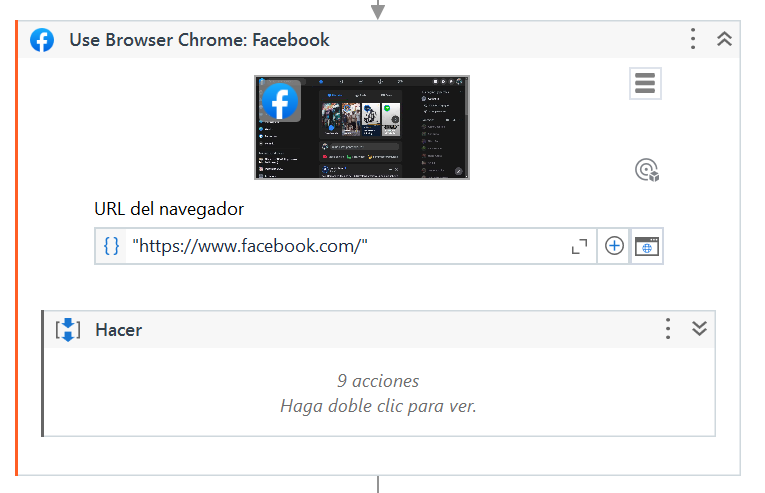 Use Browser Chrome: Facebook
URL del navegador
"https://www.facebook.com/"
Hacer
9 acciones
Haga doble clic para ver.